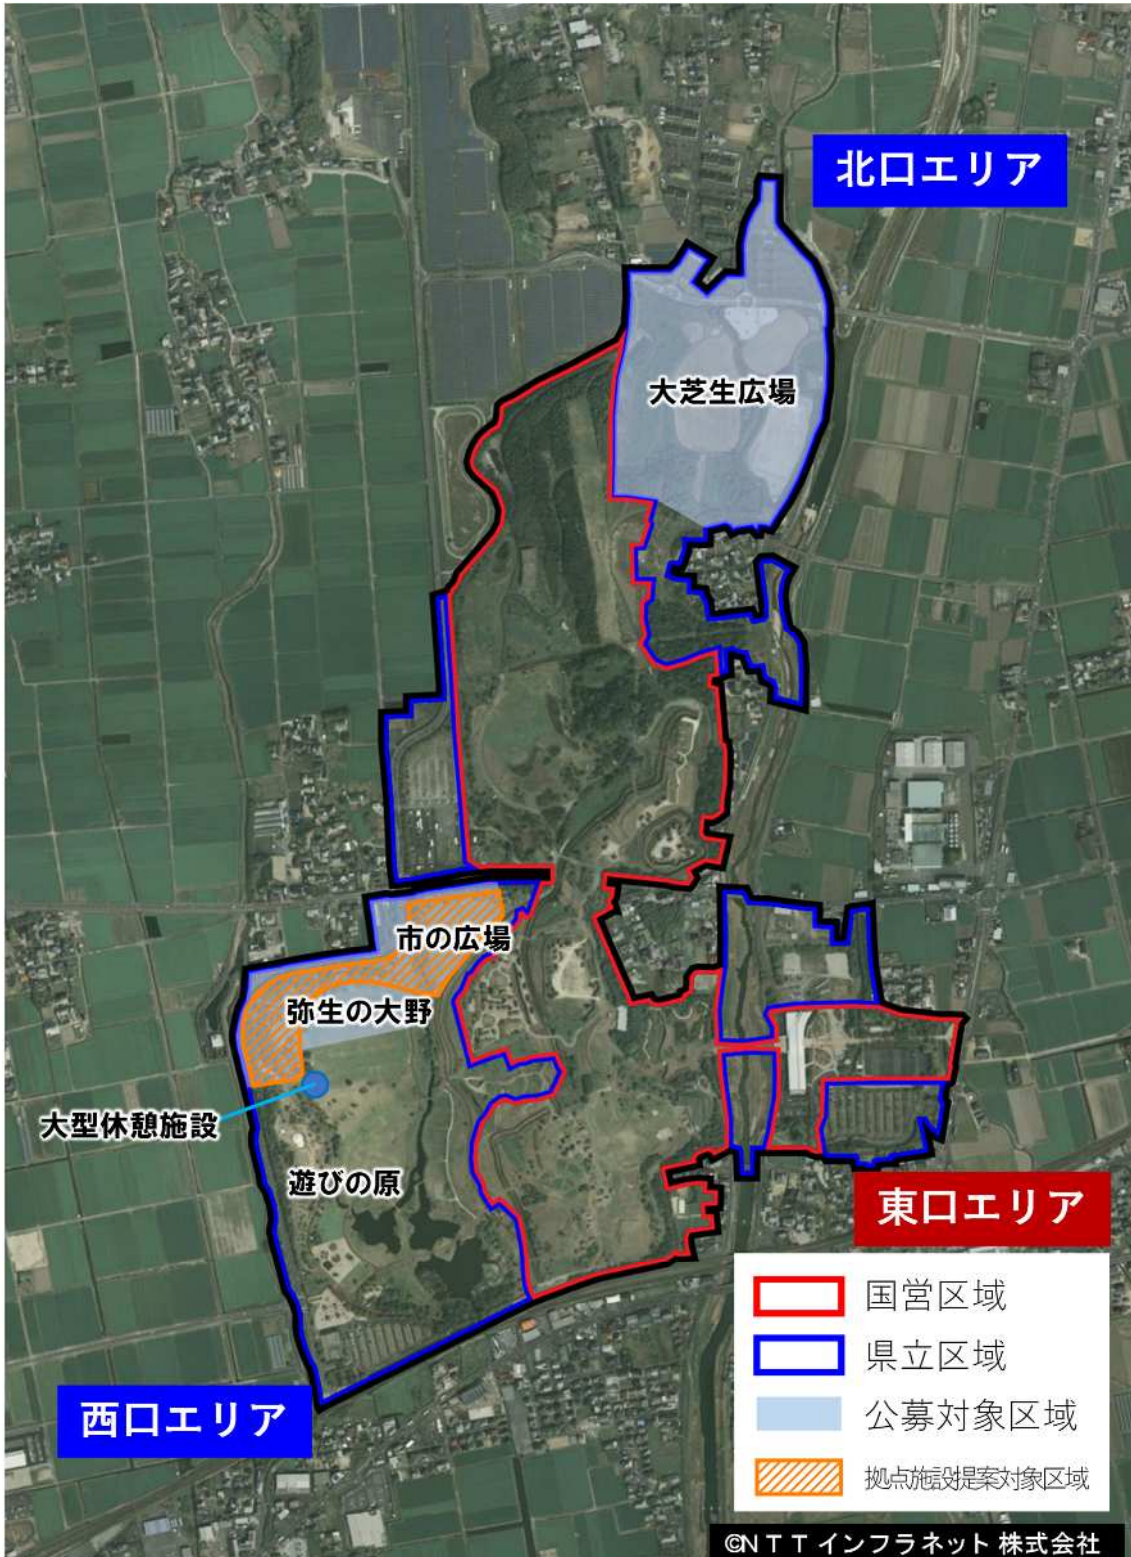 北口エリア
大芝生広場
市の広場
弥生の大野
大型休憩施設
遊びの原
東口エリア
西口エリア
国営区域
県立区域
公募対象区域
拠点施設提案対象区域
©NTTインフラネット株式会社